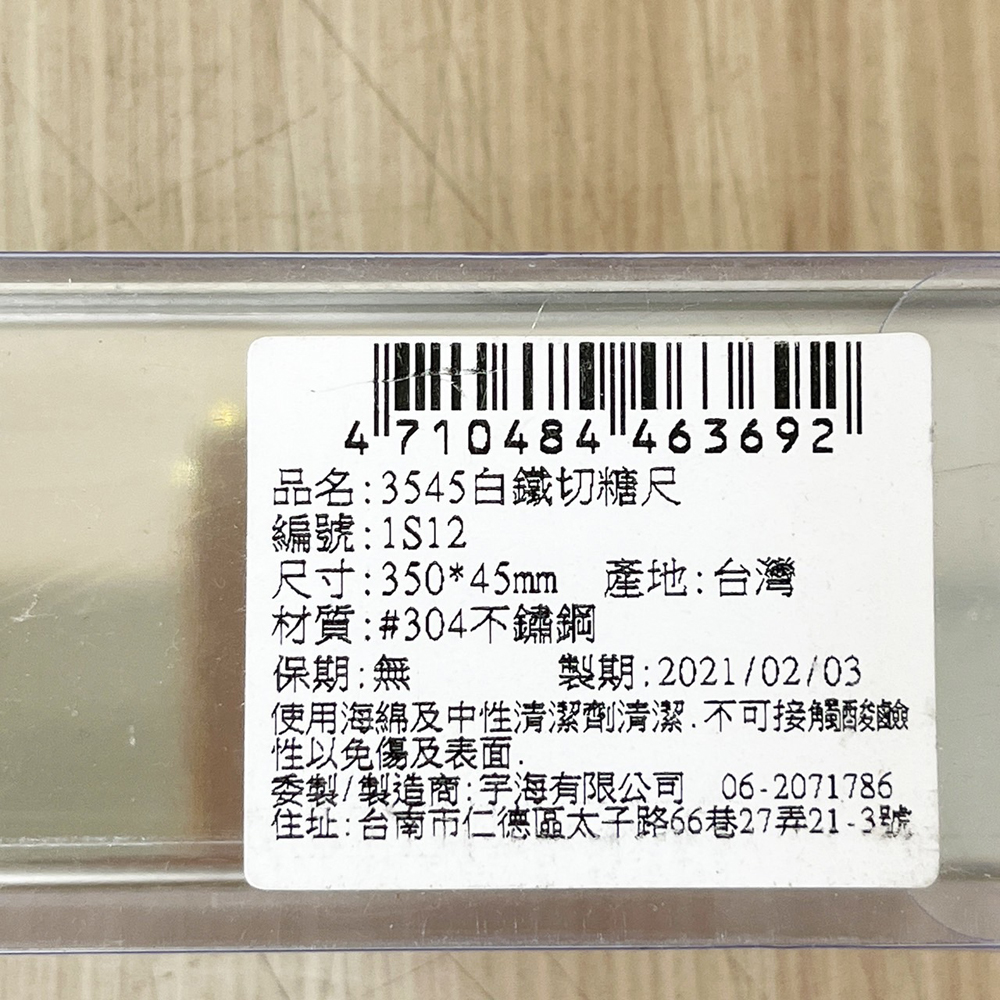 4 710484 463692
品名:3545白鐵切糖尺
編號:1S12
尺寸:350*45mm 產地:台灣
材質:#304不鏽鋼
保期:無 製期:2021/02/03
使用海綿及中性清潔劑清潔.不可接觸酸鹼
性以免傷及表面.
委製/製造商:宇海有限公司 06-2071786
住址:台南市仁德區太子路66巷27弄21-3號